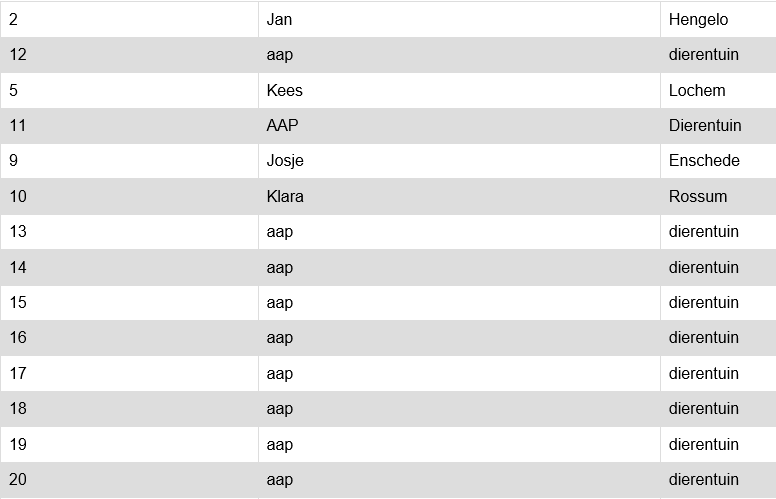 2 Jan Hengelo
12 aap dierentuin
5 Kees Lochem
11 AAP Dierentuin
9 Josje Enschede
10 Klara Rossum
13 aap dierentuin
14 aap dierentuin
15 aap dierentuin
16 aap dierentuin
17 aap dierentuin
18 aap dierentuin
19 aap dierentuin
20 aap dierentuin